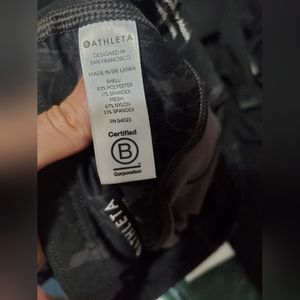 ATHLETA
DESIGNED IN
SAN FRANCISCO
MADE IN SRI LANKA
SHELL:
83% POLYESTER
17% SPANDEX
MESH:
67% NYLON
33% SPANDEX
RN 54023
Certified
B
Corporation
ATHLETA